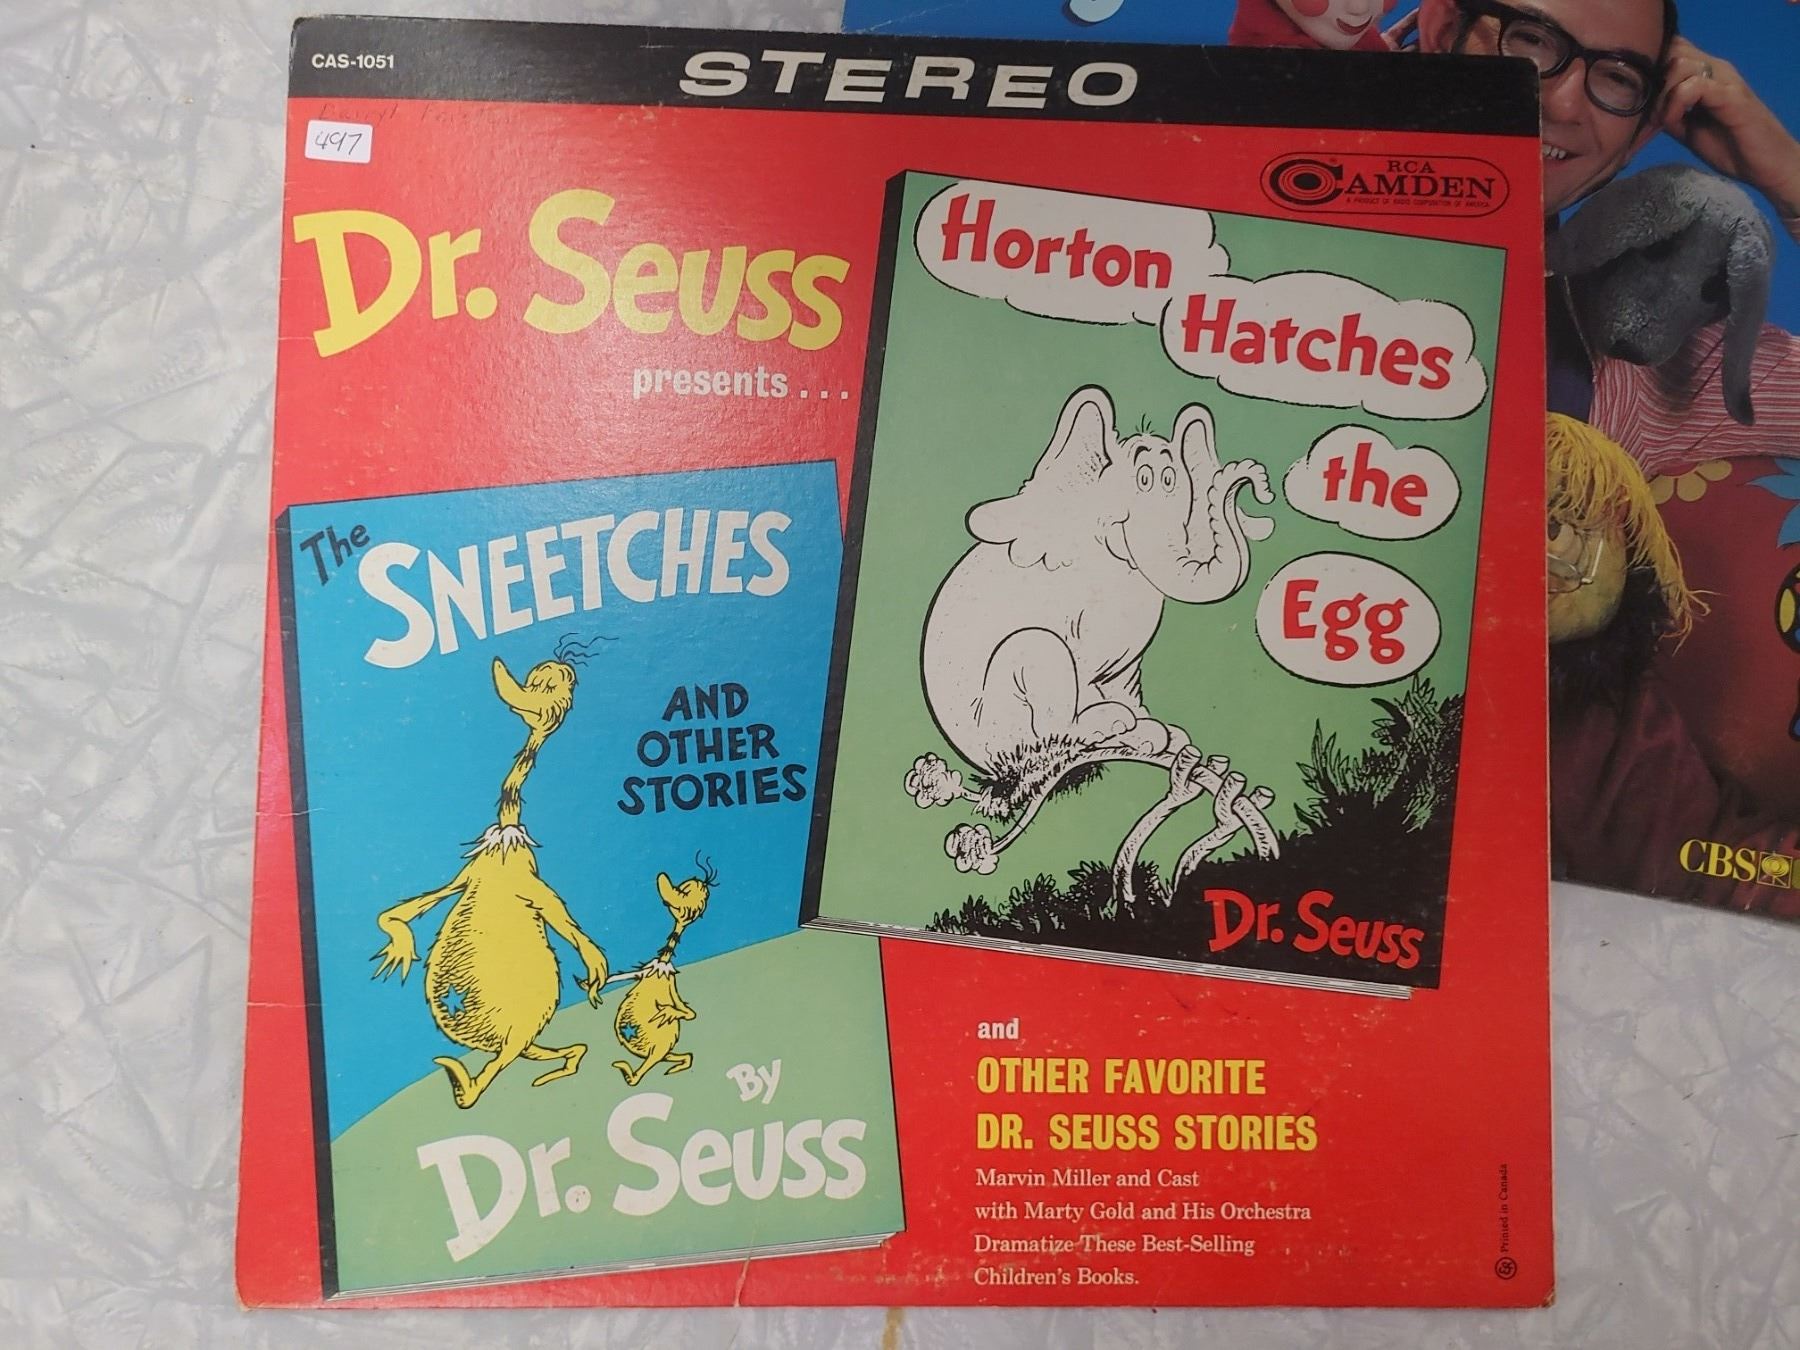 CAS-1051
STEREO
497
RCA
CAMDEN
A PRODUCT OF RADIO CORPORATION OF AMERICA
Dr. Seuss
presents...
Horton
Hatches
the
Egg
Dr. Seuss
The
SNEETCHES
AND
OTHER
STORIES
By
Dr. Seuss
and
OTHER FAVORITE
DR. SEUSS STORIES
Marvin Miller and Cast
with Marty Gold and His Orchestra
Dramatize These Best-Selling
Children's Books.
Printed in Canada
CBS